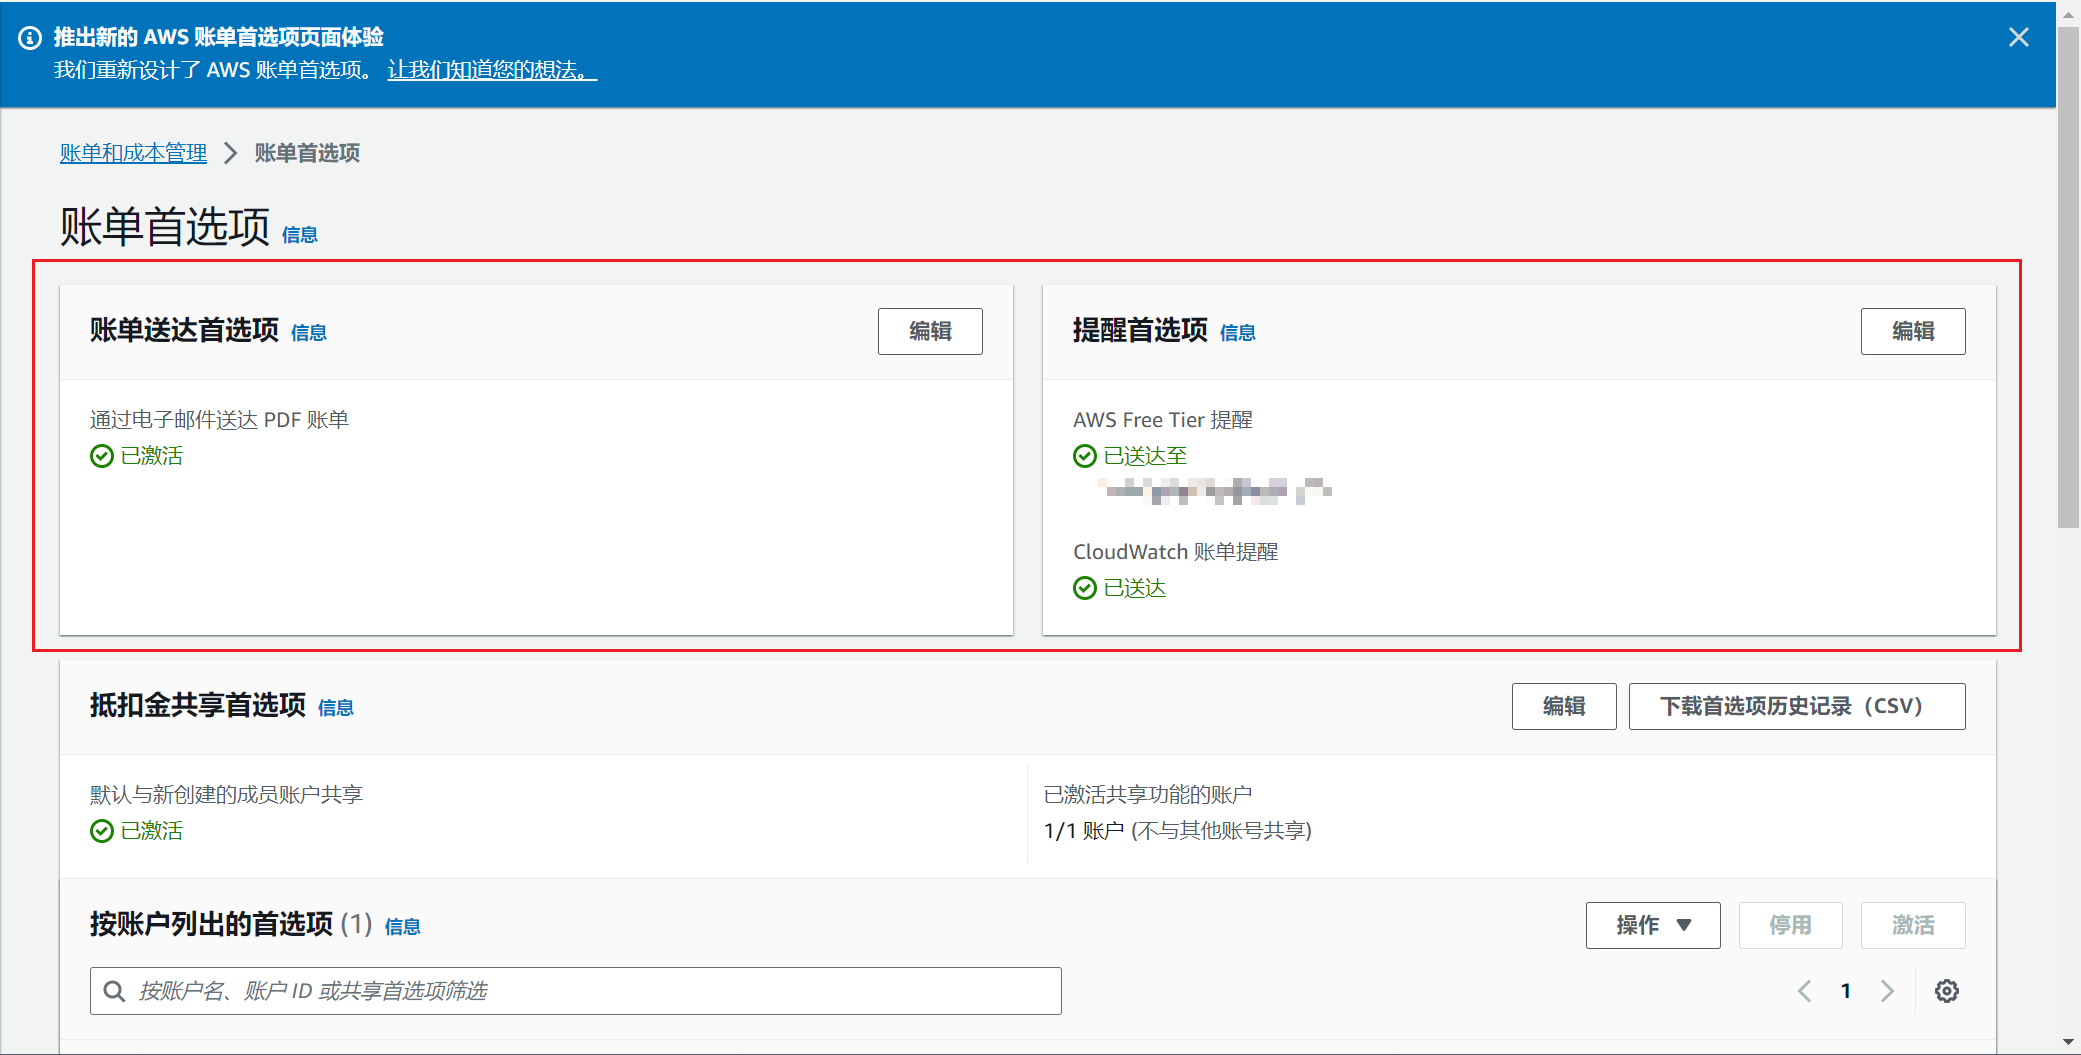 推出新的 AWS 账单首选项页面体验
我们重新设计了 AWS 账单首选项。 让我们知道您的想法。
账单和成本管理 > 账单首选项
账单首选项 信息
账单送达首选项 信息 编辑
通过电子邮件送达 PDF 账单
已激活
提醒首选项 信息 编辑
AWS Free Tier 提醒
已送达至
CloudWatch 账单提醒
已送达
抵扣金共享首选项 信息 编辑 下载首选项历史记录（CSV）
默认与新创建的成员账户共享
已激活
已激活共享功能的账户
1/1 账户 (不与其他账号共享)
按账户列出的首选项 (1) 信息 操作 停用 激活
按账户名、账户 ID 或共享首选项筛选 1